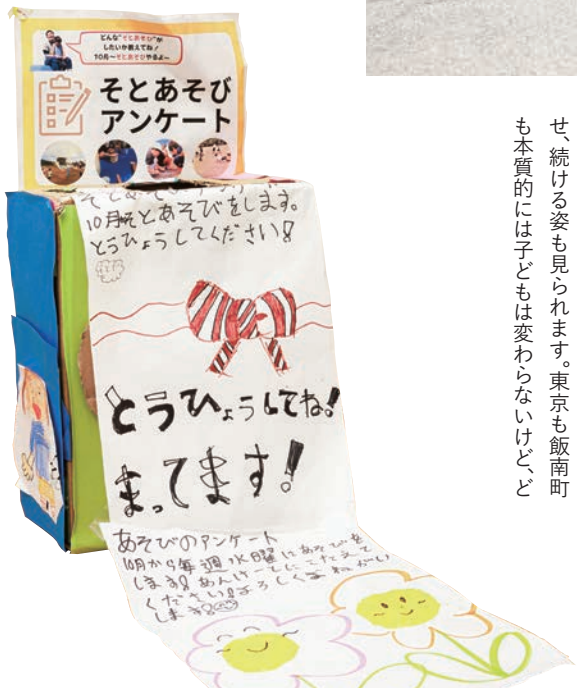 どんな“そとあそび”が
したいか教えてね！
10月〜そとあそびやるよ〜
そとあそび
アンケート
10月そとあそびをします。
とうひょうしてください!!
とうひょうしてね!
まってます!
あそびのアンケート
10月から毎週水曜にあそびを
します!!あんけーとにこたえて
ください!!よろしくおねがい
します!!
せ、続ける姿も見られます。東京も飯南町
も本質的には子どもは変わらないけど、ど